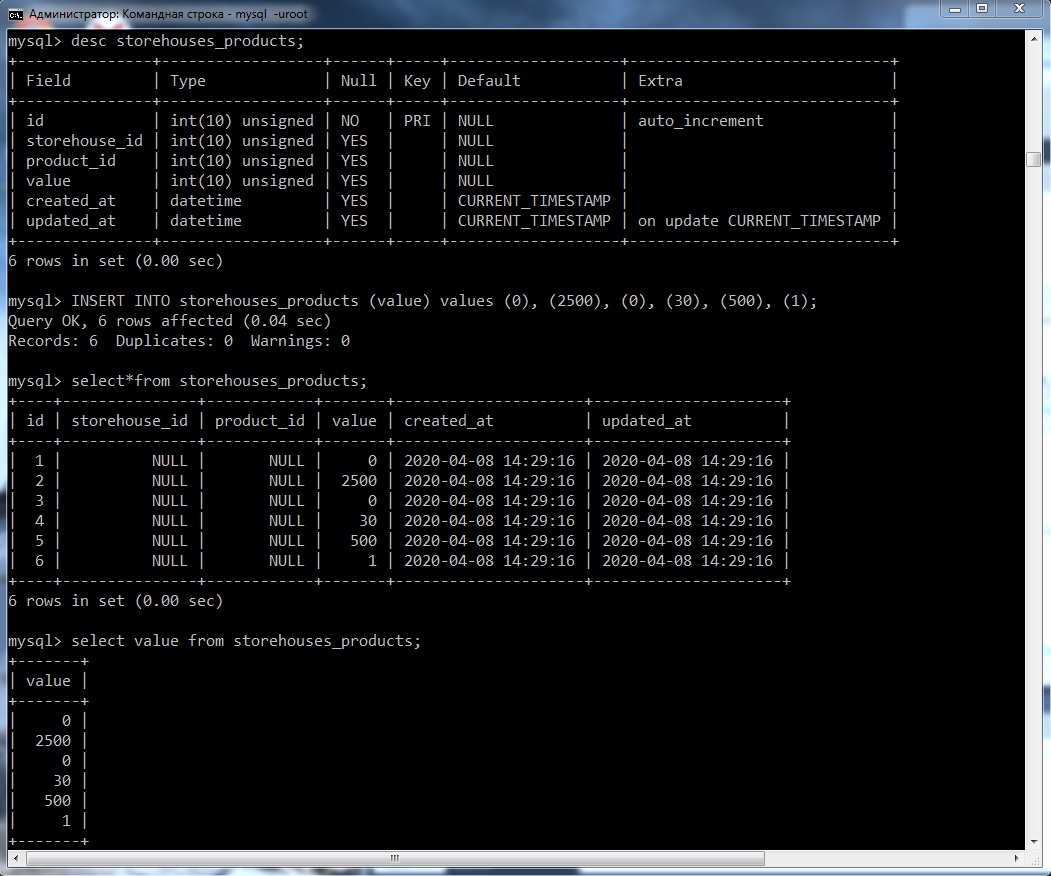 Администратор: Командная строка - mysql -uroot
mysql> desc storehouses_products;
+---------------+------------------+------+-----+-------------------+-----------------------------+
| Field         | Type             | Null | Key | Default           | Extra                       |
+---------------+------------------+------+-----+-------------------+-----------------------------+
| id            | int(10) unsigned | NO   | PRI | NULL              | auto_increment              |
| storehouse_id | int(10) unsigned | YES  |     | NULL              |                             |
| product_id    | int(10) unsigned | YES  |     | NULL              |                             |
| value         | int(10) unsigned | YES  |     | NULL              |                             |
| created_at    | datetime         | YES  |     | CURRENT_TIMESTAMP |                             |
| updated_at    | datetime         | YES  |     | CURRENT_TIMESTAMP | on update CURRENT_TIMESTAMP |
+---------------+------------------+------+-----+-------------------+-----------------------------+
6 rows in set (0.00 sec)
mysql> INSERT INTO storehouses_products (value) values (0), (2500), (0), (30), (500), (1);
Query OK, 6 rows affected (0.04 sec)
Records: 6  Duplicates: 0  Warnings: 0
mysql> select*from storehouses_products;
+----+---------------+------------+-------+---------------------+---------------------+
| id | storehouse_id | product_id | value | created_at          | updated_at          |
+----+---------------+------------+-------+---------------------+---------------------+
|  1 |          NULL |       NULL |     0 | 2020-04-08 14:29:16 | 2020-04-08 14:29:16 |
|  2 |          NULL |       NULL |  2500 | 2020-04-08 14:29:16 | 2020-04-08 14:29:16 |
|  3 |          NULL |       NULL |     0 | 2020-04-08 14:29:16 | 2020-04-08 14:29:16 |
|  4 |          NULL |       NULL |    30 | 2020-04-08 14:29:16 | 2020-04-08 14:29:16 |
|  5 |          NULL |       NULL |   500 | 2020-04-08 14:29:16 | 2020-04-08 14:29:16 |
|  6 |          NULL |       NULL |     1 | 2020-04-08 14:29:16 | 2020-04-08 14:29:16 |
+----+---------------+------------+-------+---------------------+---------------------+
6 rows in set (0.00 sec)
mysql> select value from storehouses_products;
+-------+
| value |
+-------+
|     0 |
|  2500 |
|     0 |
|    30 |
|   500 |
|     1 |
+-------+